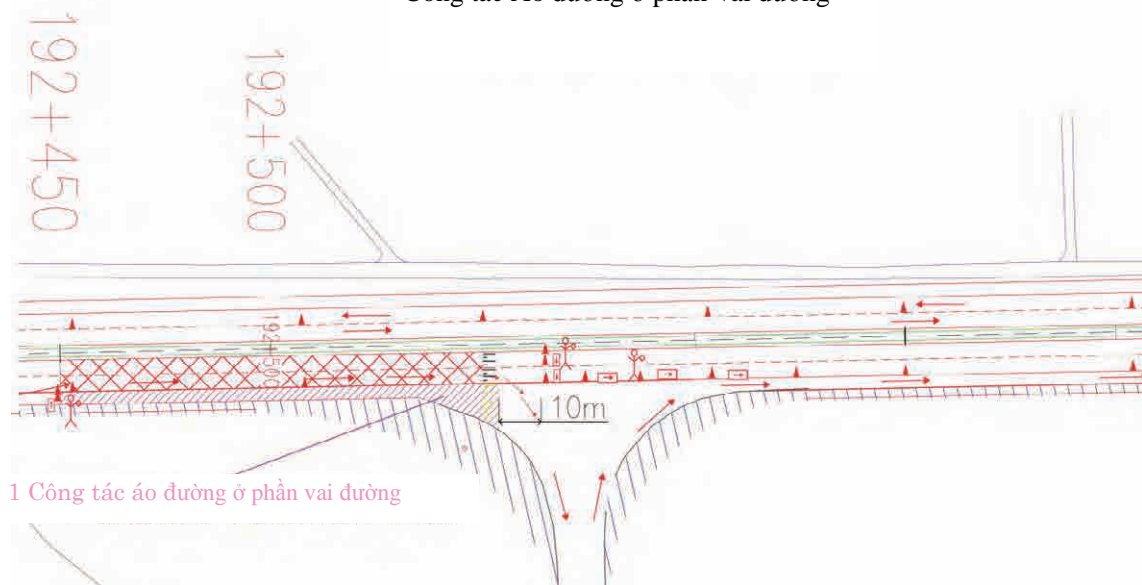 192+450
192+500
192+500
10m
1 Công tác áo đường ở phần vai đường